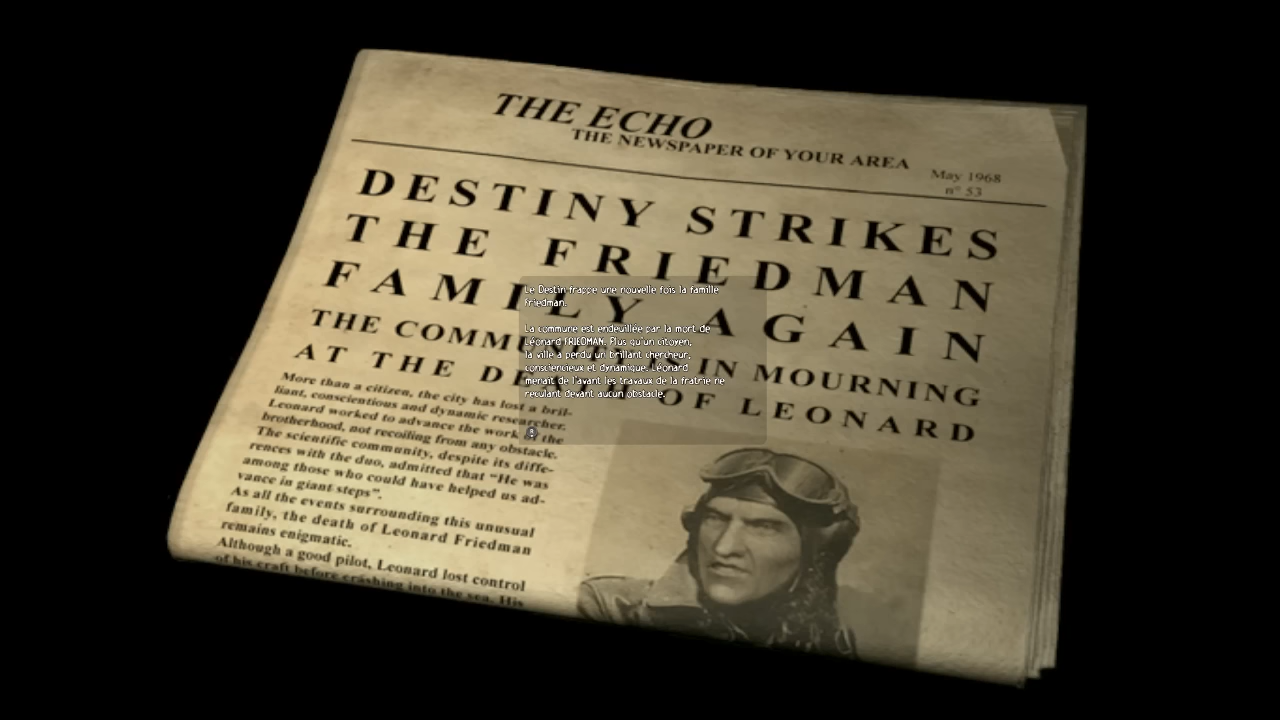 THE ECHO
THE NEWSPAPER OF YOUR AREA
May 1968
n° 53
DESTINY STRIKES
THE FRIEDMAN
FAMILY AGAIN
THE COMMUNITY IS IN MOURNING
AT THE DEATH OF LEONARD
More than a citizen, the city has lost a bril-
liant, conscientious and dynamic researcher.
Leonard worked to advance the work of the
brotherhood, not recoiling from any obstacle.
The scientific community, despite its diffe-
rences with the duo, admitted that "He was
among those who could have helped us ad-
vance in giant steps".
As all the events surrounding this unusual
family, the death of Leonard Friedman
remains enigmatic.
Although a good pilot, Leonard lost control
of his craft before crashing into the sea. His
Le Destin frappe une nouvelle fois la famille
Friedman.
La commune est endeuillée par la mort de
Léonard FRIEDMAN. Plus qu'un citoyen,
la ville a perdu un brillant chercheur,
consciencieux et dynamique. Léonard
menait de l'avant les travaux de la fratrie ne
reculant devant aucun obstacle.